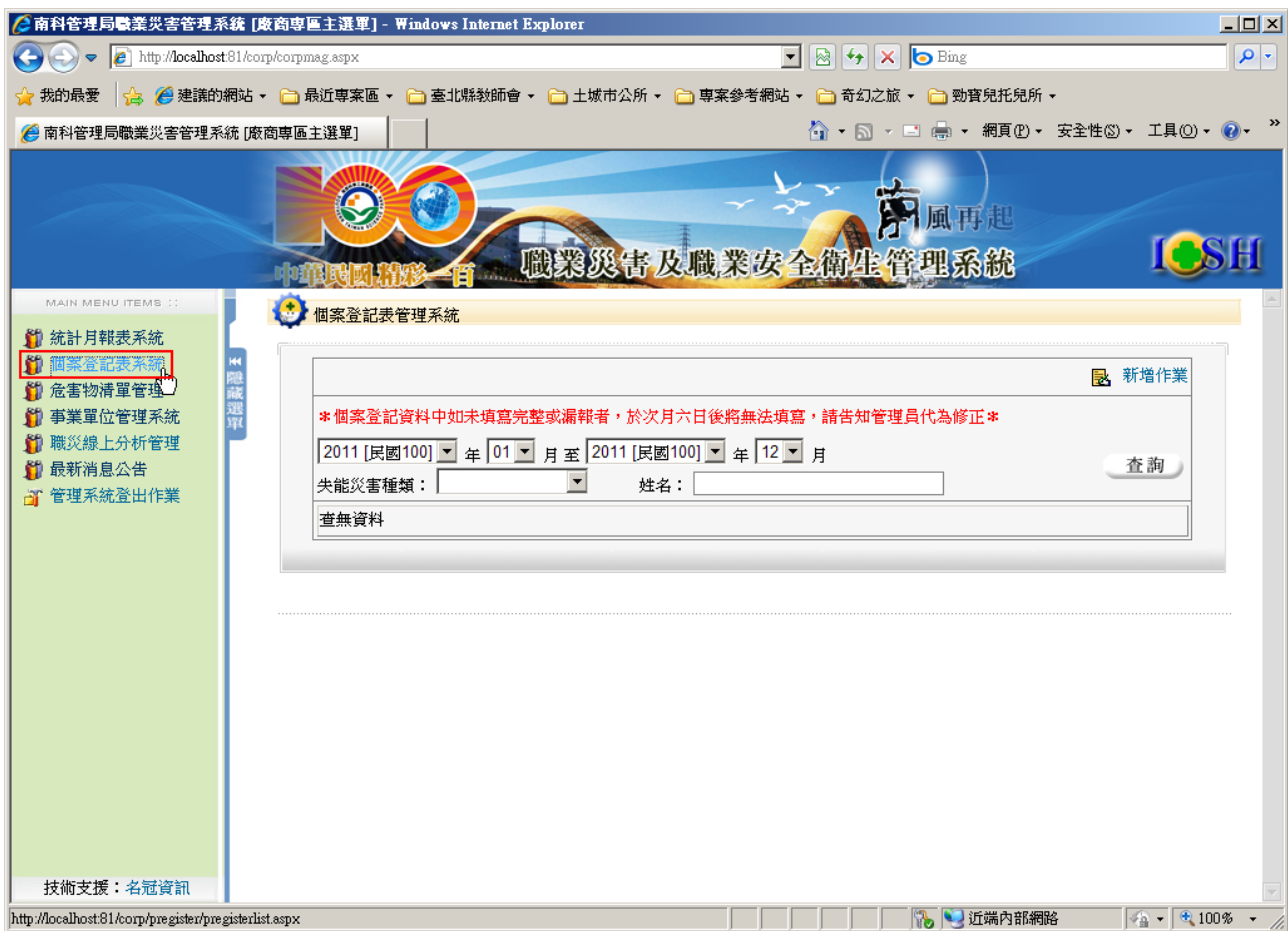 南科管理局職業災害管理系統 [廠商專區主選單] - Windows Internet Explorer
http://localhost:81/corp/corpmag.aspx
Bing
我的最愛
建議的網站
最近專案區
臺北縣教師會
土城市公所
專案參考網站
奇幻之旅
勁寶兒托兒所
南科管理局職業災害管理系統 [廠商專區主選單]
網頁(P)
安全性(S)
工具(O)
100
中華民國精彩一百
南風再起
職業災害及職業安全衛生管理系統
IOSH
MAIN MENU ITEMS ::
統計月報表系統
個案登記表系統
危害物清單管理
事業單位管理系統
職災線上分析管理
最新消息公告
管理系統登出作業
隱藏選單
個案登記表管理系統
新增作業
*個案登記資料中如未填寫完整或漏報者,於次月六日後將無法填寫,請告知管理員代為修正*
2011 [民國100] 年 01 月 至 2011 [民國100] 年 12 月
失能災害種類: 姓名:
查詢
查無資料
技術支援:名冠資訊
http://localhost:81/corp/pregister/pregisterlist.aspx
近端內部網路
100%